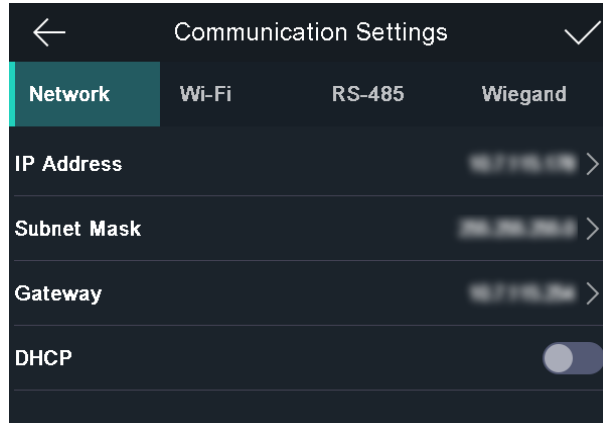 Communication Settings
Network Wi-Fi RS-485 Wiegand
IP Address
Subnet Mask
Gateway
DHCP